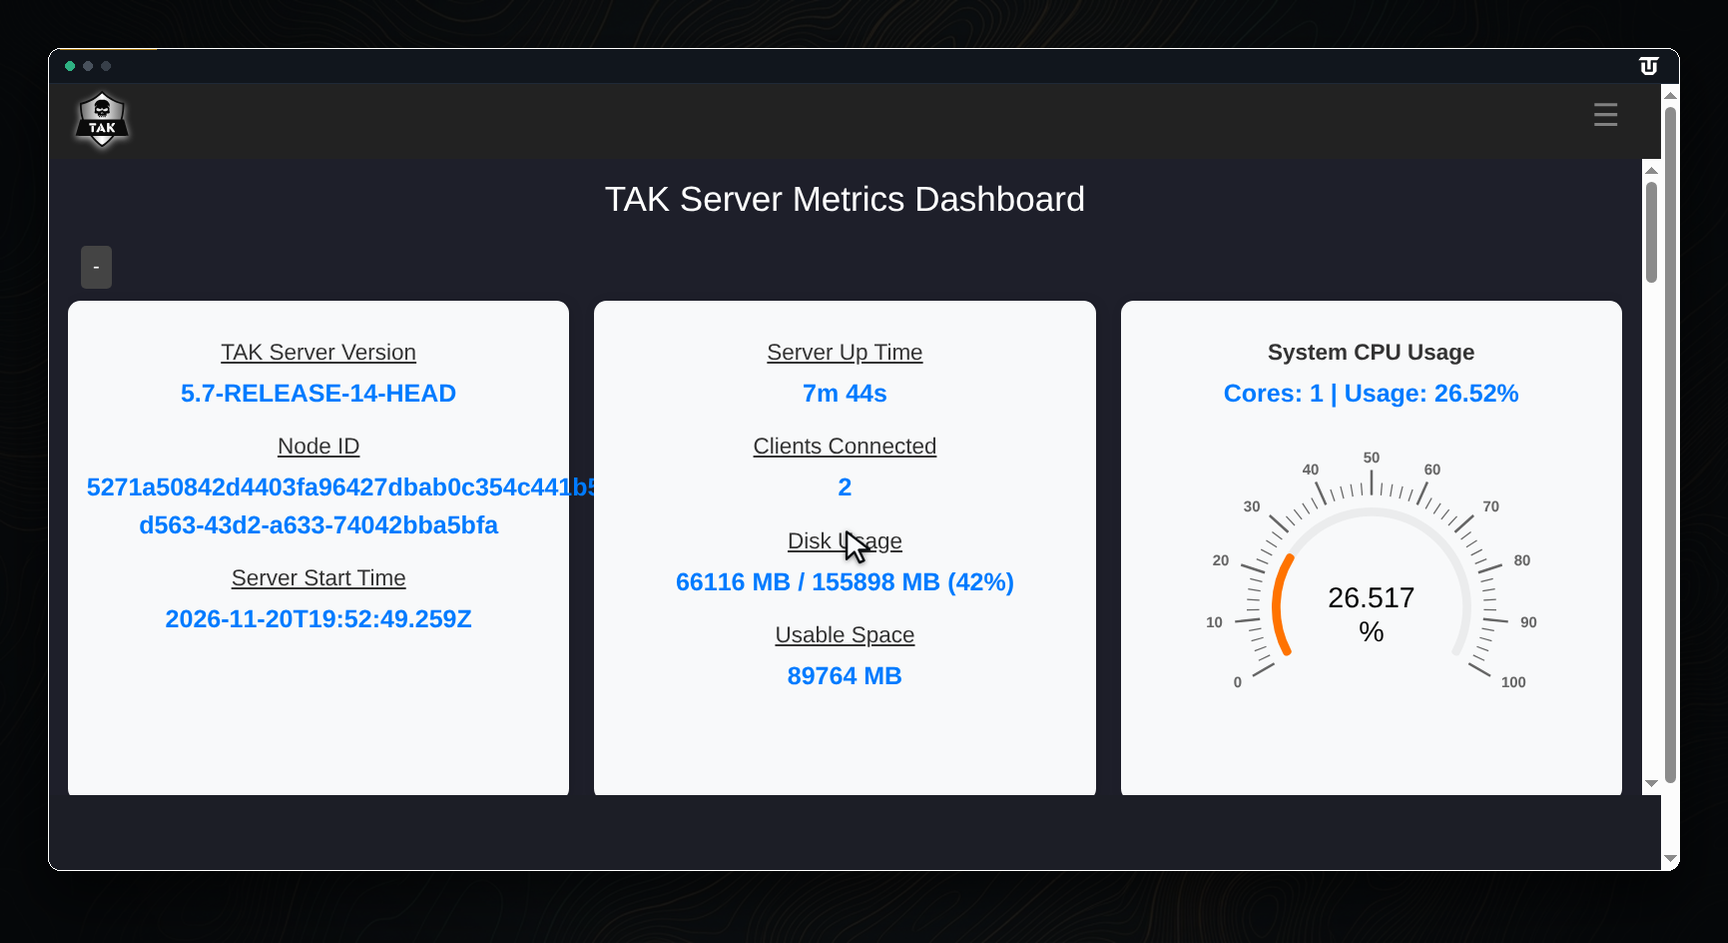 TAK
TAK Server Metrics Dashboard
-
TAK Server Version
5.7-RELEASE-14-HEAD
Node ID
5271a50842d4403fa96427dbab0c354c441b5
d563-43d2-a633-74042bba5bfa
Server Start Time
2026-11-20T19:52:49.259Z
Server Up Time
7m 44s
Clients Connected
2
Disk Usage
66116 MB / 155898 MB (42%)
Usable Space
89764 MB
System CPU Usage
Cores: 1 | Usage: 26.52%
0
10
20
30
40
50
60
70
80
90
100
26.517
%